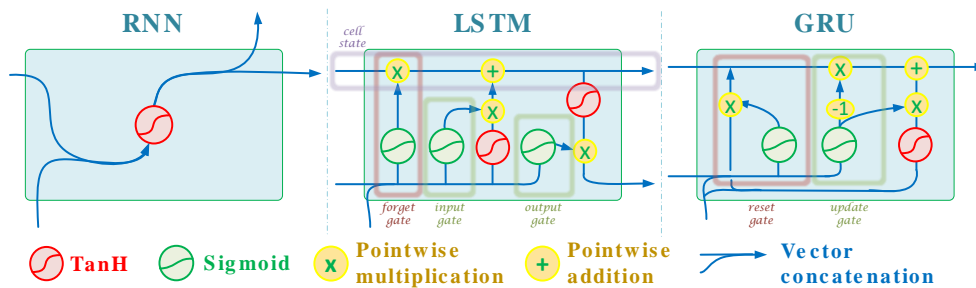 RNN
LSTM
GRU
cell
state
x
+
x
x
x
+
x
-1
x
x
forget
gate
input
gate
output
gate
reset
gate
update
gate
TanH
Sigmoid
x
Pointwise
multiplication
+
Pointwise
addition
Vector
concatenation